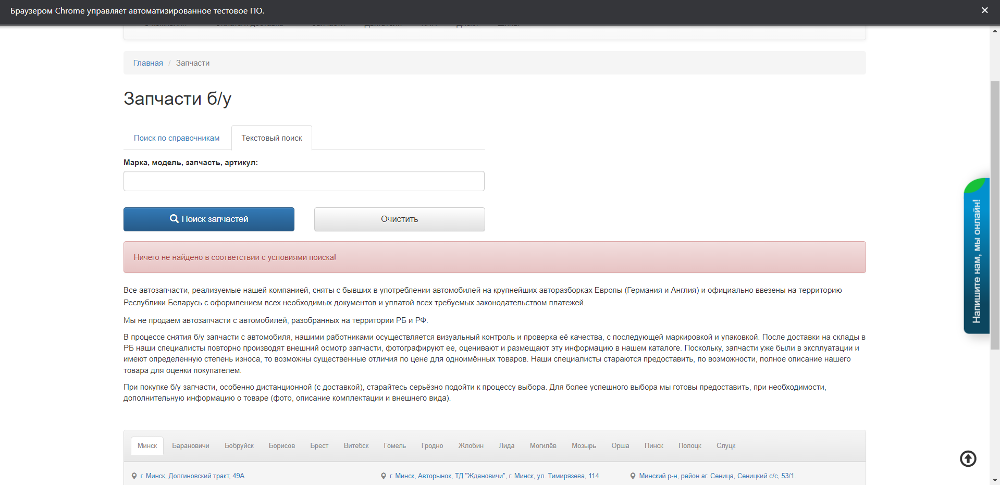 Браузером Chrome управляет автоматизированное тестовое ПО.
Главная / Запчасти
Запчасти б/у
Поиск по справочникам Текстовый поиск
Марка, модель, запчасть, артикул:
Поиск запчастей Очистить
Ничего не найдено в соответствии с условиями поиска!
Все автозапчасти, реализуемые нашей компанией, сняты с бывших в употреблении автомобилей на крупнейших авторазборках Европы (Германия и Англия) и официально ввезены на территорию
Республики Беларусь с оформлением всех необходимых документов и уплатой всех требуемых законодательством платежей.
Мы не продаем автозапчасти с автомобилей, разобранных на территории РБ и РФ.
В процессе снятия б/у запчасти с автомобиля, нашими работниками осуществляется визуальный контроль и проверка её качества, с последующей маркировкой и упаковкой. После доставки на склады в
РБ наши специалисты повторно производят внешний осмотр запчасти, фотографируют ее, оценивают и размещают эту информацию в нашем каталоге. Поскольку, запчасти уже были в эксплуатации и
имеют определенную степень износа, то возможны существенные отличия по цене для одноимённых товаров. Наши специалисты стараются предоставить, по возможности, полное описание нашего
товара для оценки покупателем.
При покупке б/у запчасти, особенно дистанционной (с доставкой), старайтесь серьёзно подойти к процессу выбора. Для более успешного выбора мы готовы предоставить, при необходимости,
дополнительную информацию о товаре (фото, описание комплектации и внешнего вида).
Минск Барановичи Бобруйск Борисов Брест Витебск Гомель Гродно Жлобин Лида Могилёв Мозырь Орша Пинск Полоцк Слуцк
г. Минск, Долгиновский тракт, 49А
г. Минск, Авторынок, ТД "Ждановичи", г. Минск, ул. Тимирязева, 114
Минский р-н, район аг. Сеница, Сеницкий с/с, 53/1.
Напишите нам, мы онлайн!